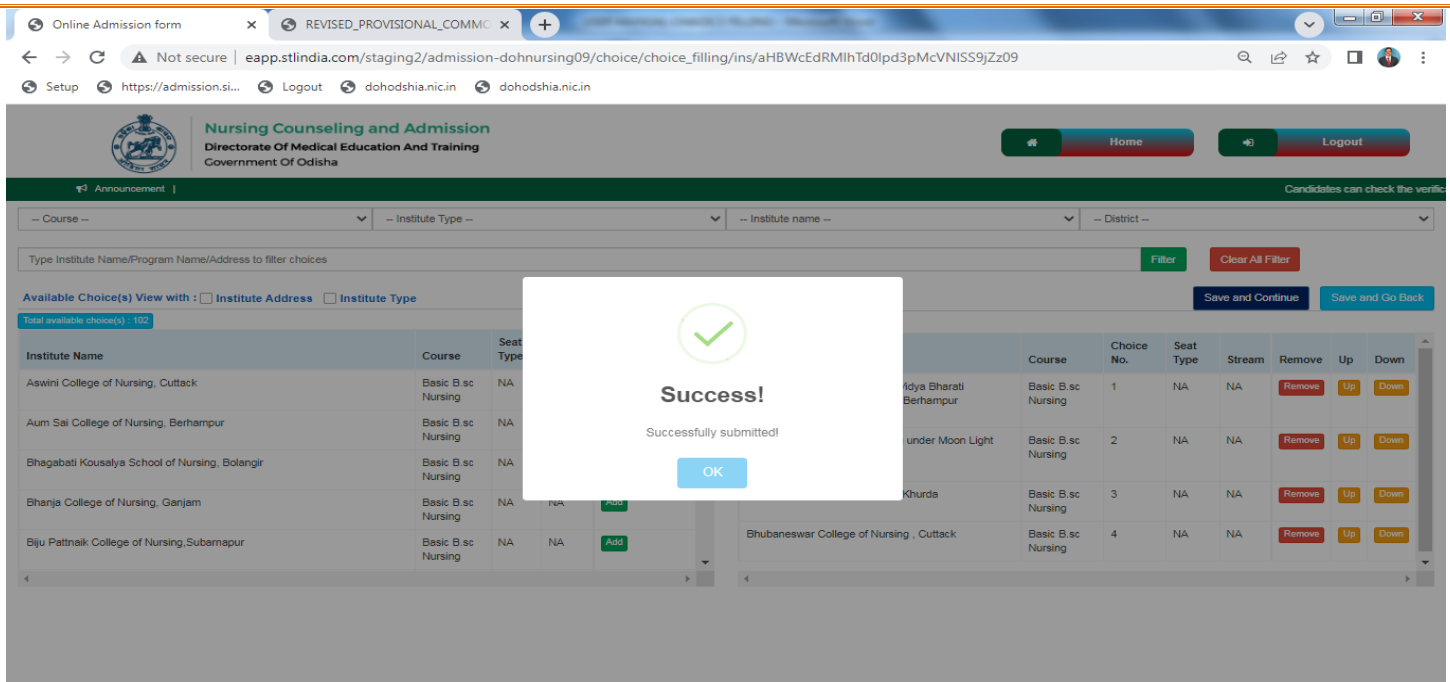 Online Admission form
REVISED_PROVISIONAL_COMMO
Not secure | eapp.stlindia.com/staging2/admission-dohnursing09/choice/choice_filling/ins/aHBWcEdRMlhTd0lpd3pMcVNISS9jZz09
Setup https://admission.si... Logout dohodshia.nic.in dohodshia.nic.in
Nursing Counseling and Admission
Directorate Of Medical Education And Training
Government Of Odisha
Home
Logout
Announcement |
Candidates can check the verific
-- Course --
-- Institute Type --
-- Institute name --
-- District --
Type Institute Name/Program Name/Address to filter choices
Filter
Clear All Filter
Available Choice(s) View with : Institute Address Institute Type
Save and Continue
Save and Go Back
Total available choice(s) : 102
Institute Name Course Seat Type
Aswini College of Nursing, Cuttack Basic B.sc Nursing NA
Aum Sai College of Nursing, Berhampur Basic B.sc Nursing NA
Bhagabati Kousalya School of Nursing, Bolangir Basic B.sc Nursing NA
Bhanja College of Nursing, Ganjam Basic B.sc Nursing NA NA Add
Biju Pattnaik College of Nursing,Subarnapur Basic B.sc Nursing NA NA Add
Success!
Successfully submitted!
OK
Course Choice No. Seat Type Stream Remove Up Down
Vidya Bharati Berhampur Basic B.sc Nursing 1 NA NA Remove Up Down
under Moon Light Basic B.sc Nursing 2 NA NA Remove Up Down
Khurda Basic B.sc Nursing 3 NA NA Remove Up Down
Bhubaneswar College of Nursing , Cuttack Basic B.sc Nursing 4 NA NA Remove Up Down